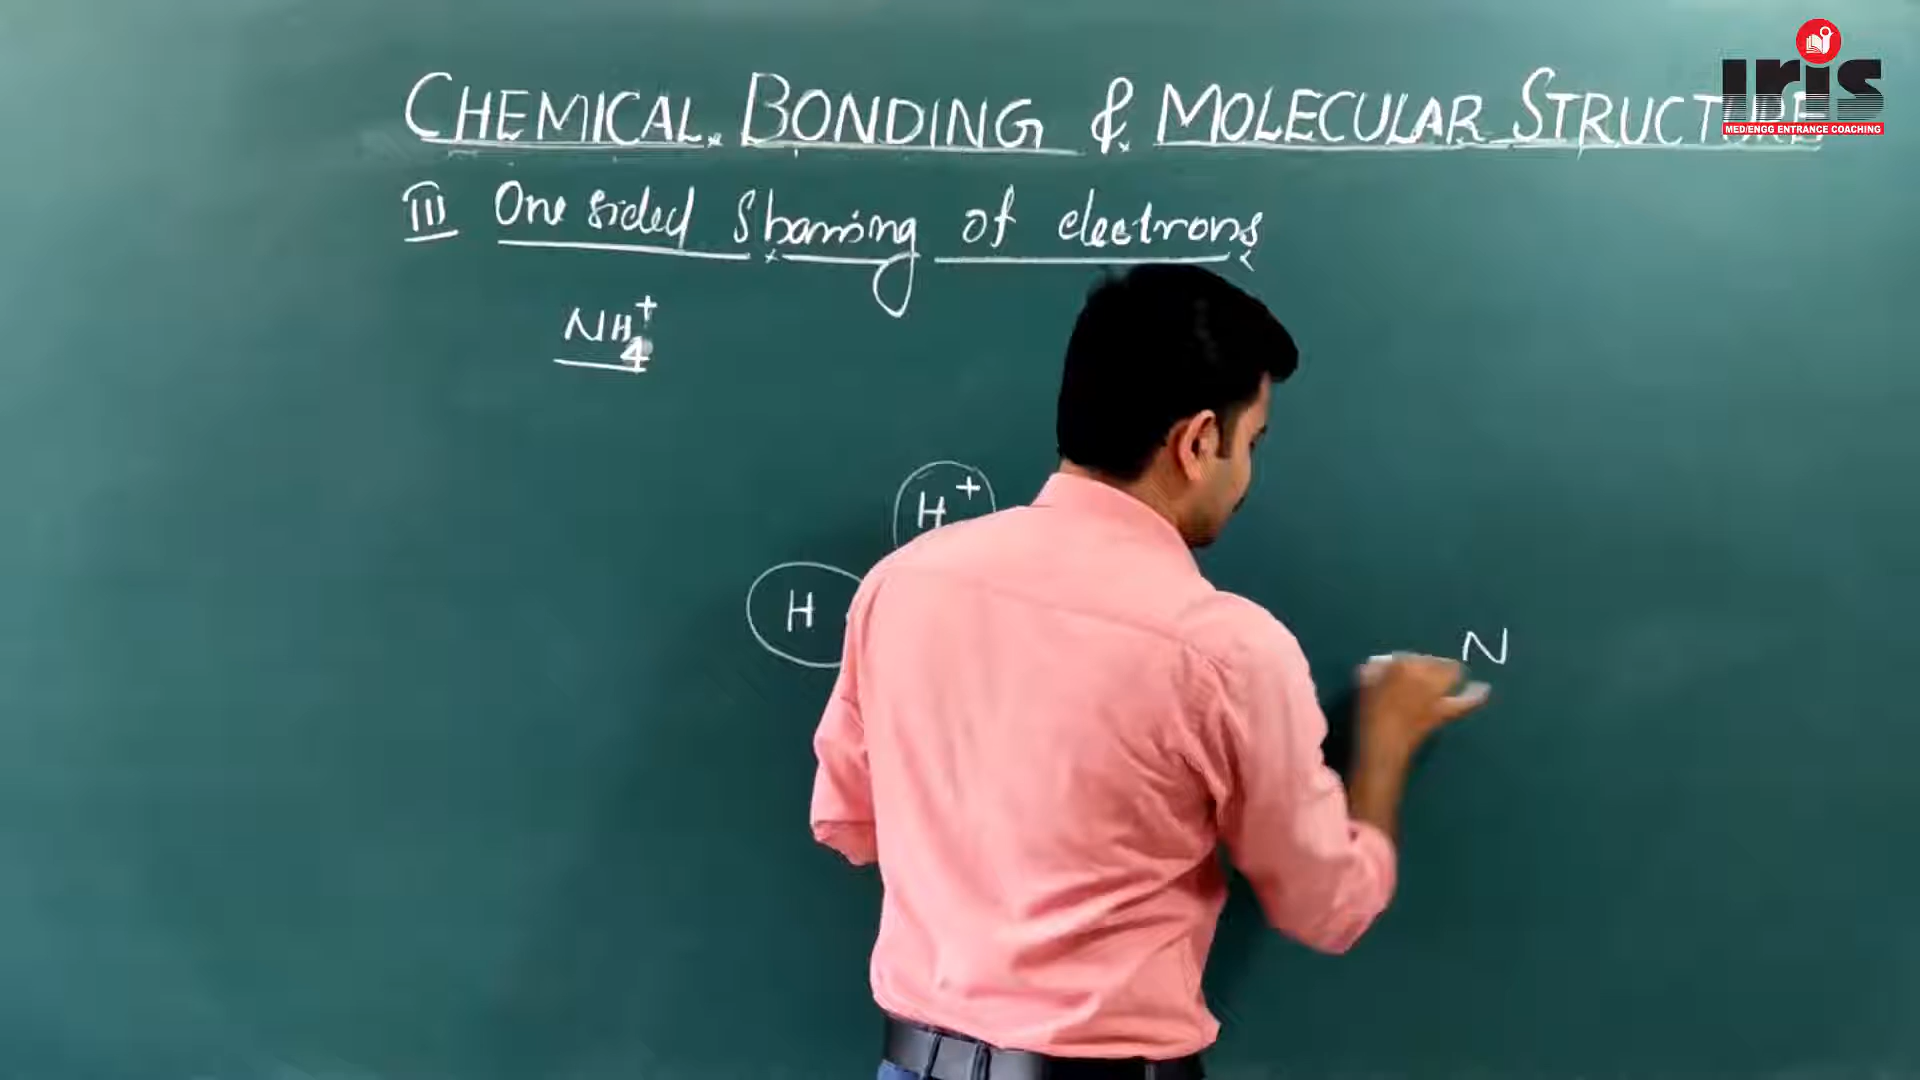 CHEMICAL BONDING & MOLECULAR STRUCTURE
III One sided Sharing of electrons
NH4+
H+
H
N
Iris
MED/ENGG ENTRANCE COACHING